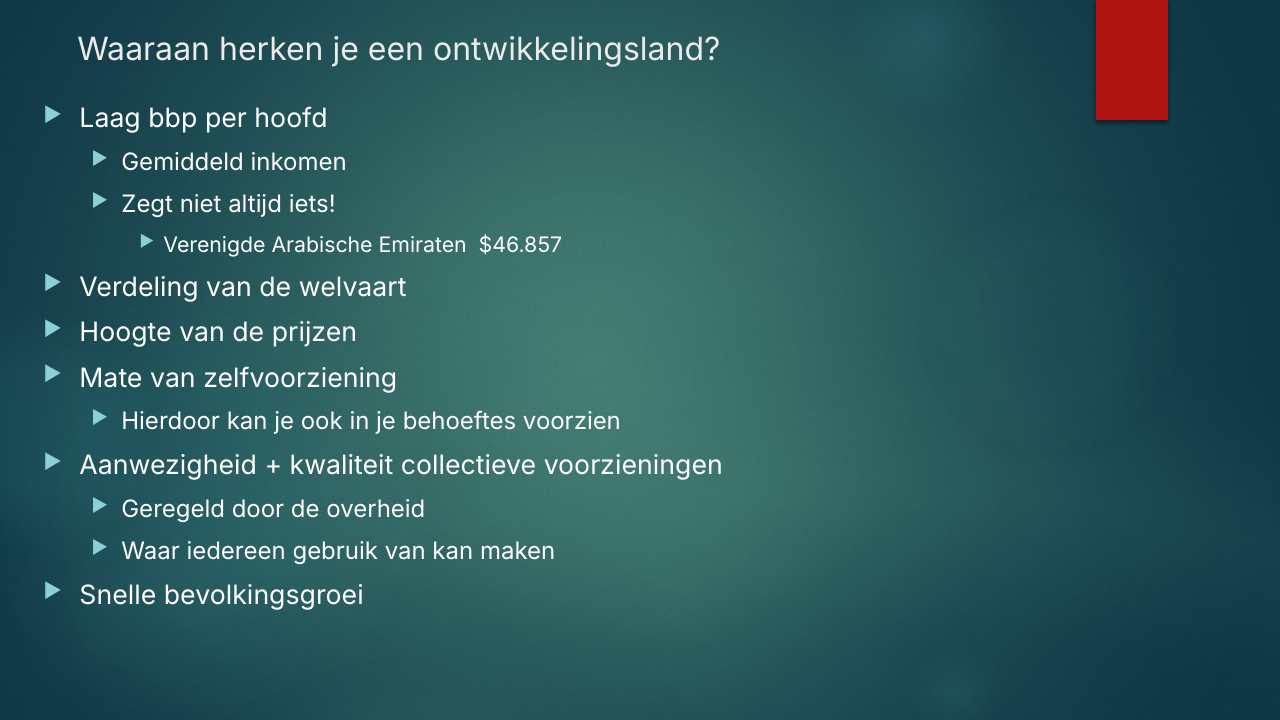 Waaraan herken je een ontwikkelingsland?
Laag bbp per hoofd
Gemiddeld inkomen
Zegt niet altijd iets!
Verenigde Arabische Emiraten $46.857
Verdeling van de welvaart
Hoogte van de prijzen
Mate van zelfvoorziening
Hierdoor kan je ook in je behoeftes voorzien
Aanwezigheid + kwaliteit collectieve voorzieningen
Geregeld door de overheid
Waar iedereen gebruik van kan maken
Snelle bevolkingsgroei